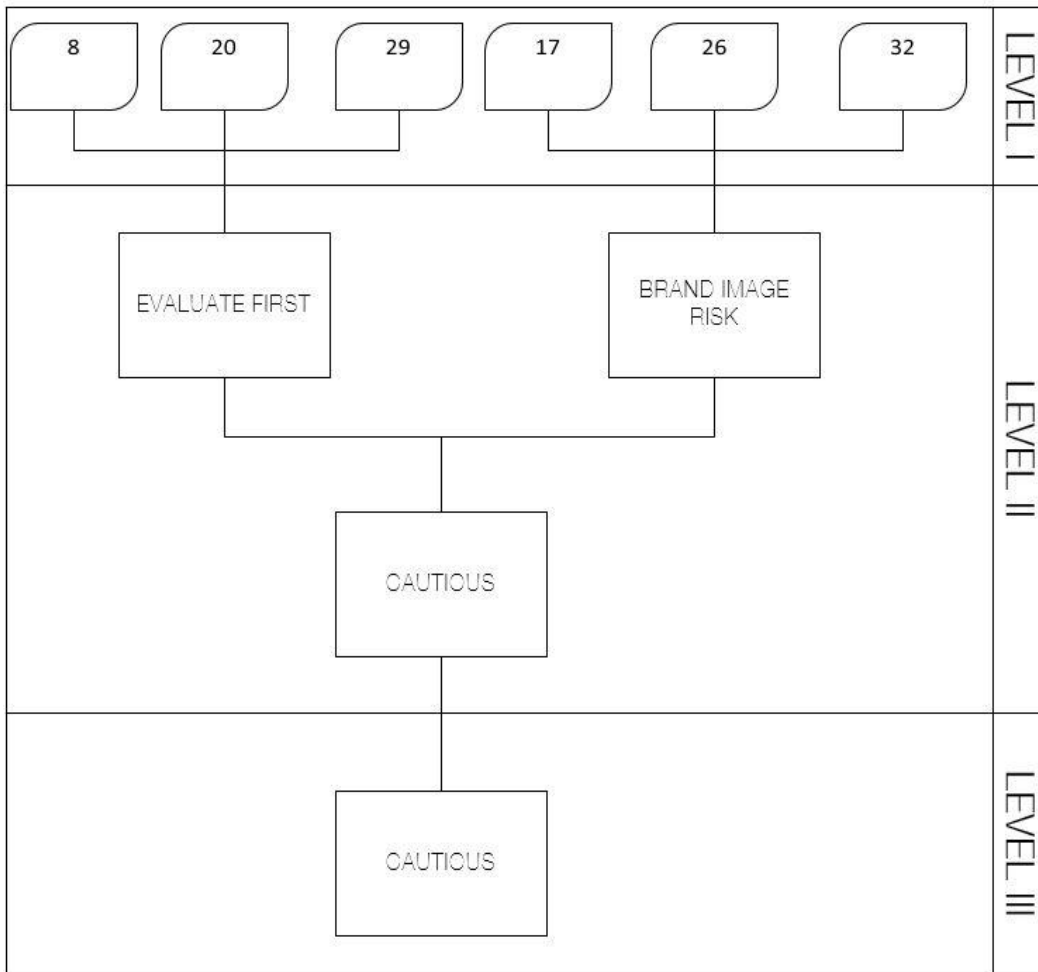 8
20
29
17
26
32
LEVEL I
EVALUATE FIRST
BRAND IMAGE
RISK
LEVEL II
CAUTIOUS
CAUTIOUS
LEVEL III